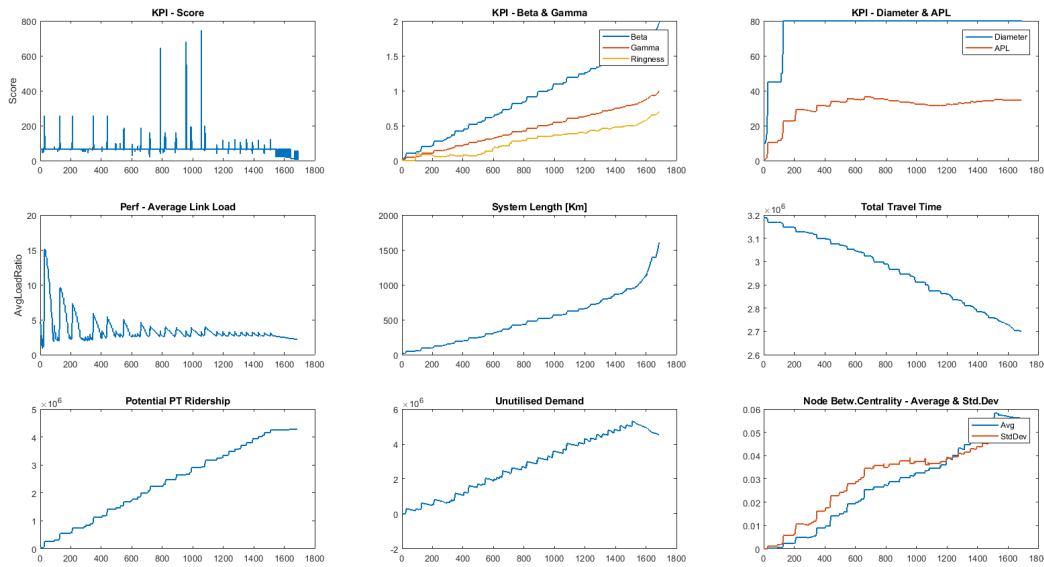 KPI - Score
KPI - Beta & Gamma
KPI - Diameter & APL
Score
800
600
400
200
0
0 200 400 600 800 1000 1200 1400 1600 1800
2
1.5
1
0.5
0
Beta
Gamma
Ringness
0 200 400 600 800 1000 1200 1400 1600 1800
80
60
40
20
0
Diameter
APL
0 200 400 600 800 1000 1200 1400 1600 1800
Perf - Average Link Load
System Length [Km]
Total Travel Time
AvgLoadRatio
20
15
10
5
0
0 200 400 600 800 1000 1200 1400 1600 1800
2000
1500
1000
500
0
0 200 400 600 800 1000 1200 1400 1600 1800
×10⁶
3.2
3.1
3
2.9
2.8
2.7
2.6
0 200 400 600 800 1000 1200 1400 1600 1800
Potential PT Ridership
Unutilised Demand
Node Betw.Centrality - Average & Std.Dev
×10⁶
5
4
3
2
1
0
0 200 400 600 800 1000 1200 1400 1600 1800
×10⁶
6
4
2
0
-2
0 200 400 600 800 1000 1200 1400 1600 1800
0.06
0.05
0.04
0.03
0.02
0.01
0
Avg
StdDev
0 200 400 600 800 1000 1200 1400 1600 1800